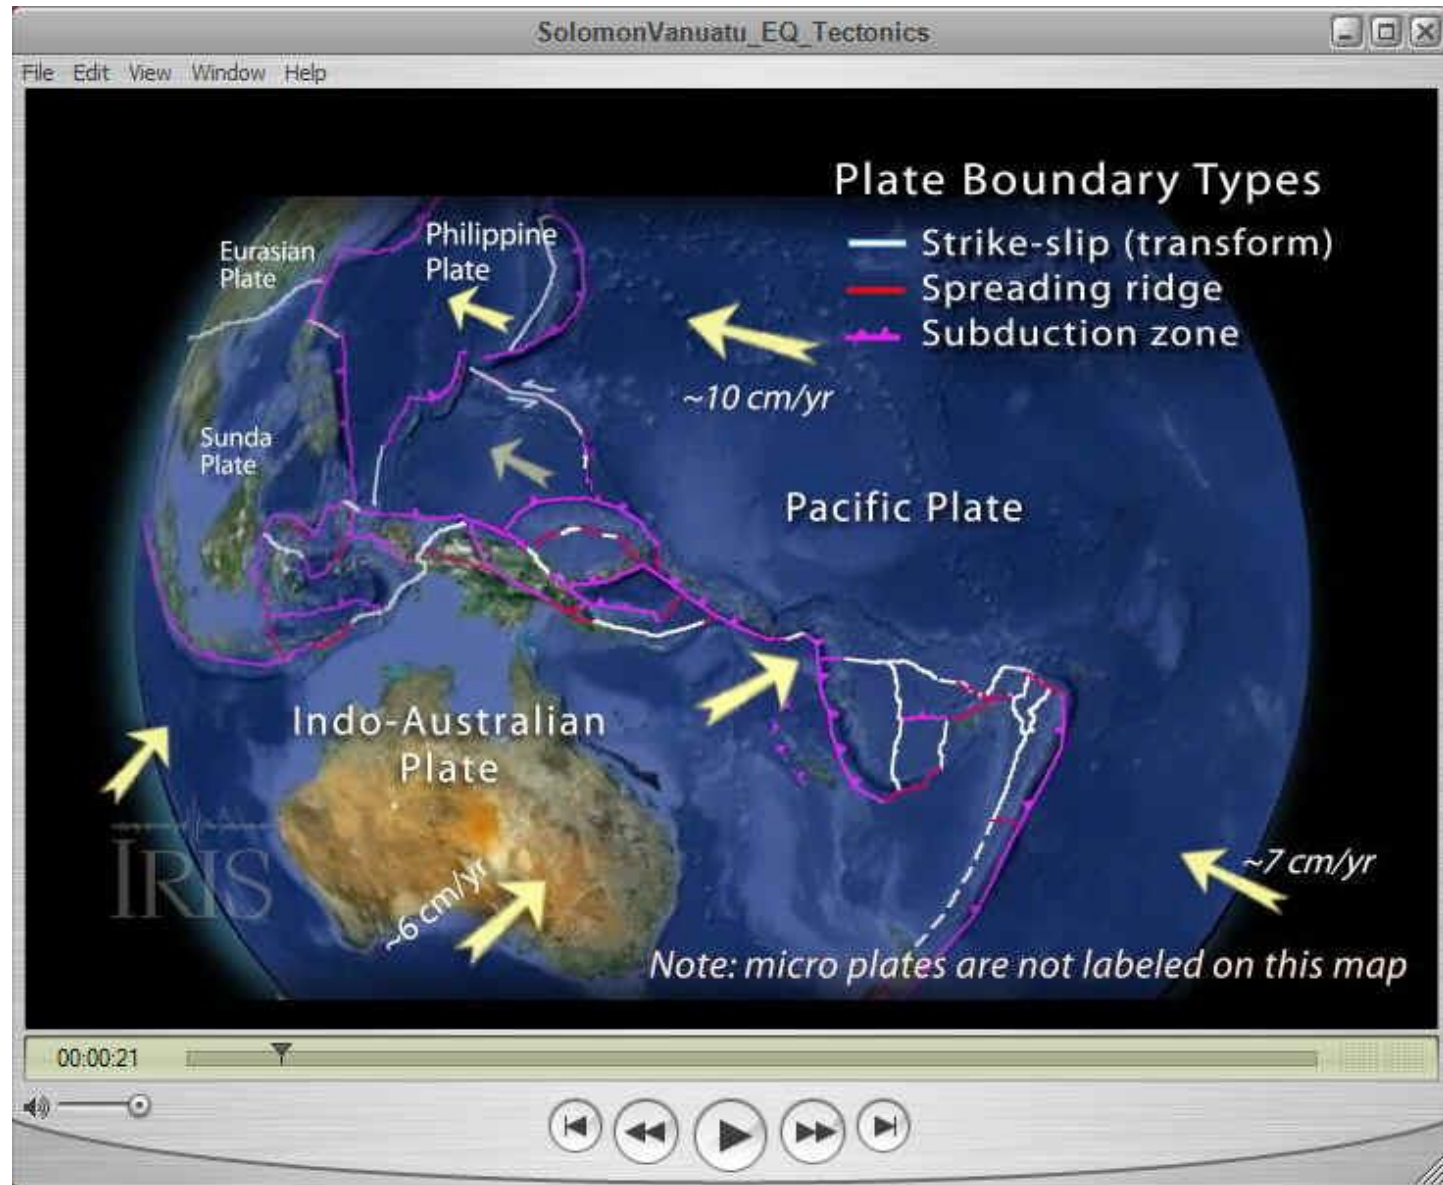 SolomonVanuatu_EQ_Tectonics
File Edit View Window Help
Plate Boundary Types
Strike-slip (transform)
Spreading ridge
Subduction zone
Eurasian
Plate
Philippine
Plate
~10 cm/yr
Sunda
Plate
Pacific Plate
Indo-Australian
Plate
IRIS
~6 cm/yr
~7 cm/yr
Note: micro plates are not labeled on this map
00:00:21